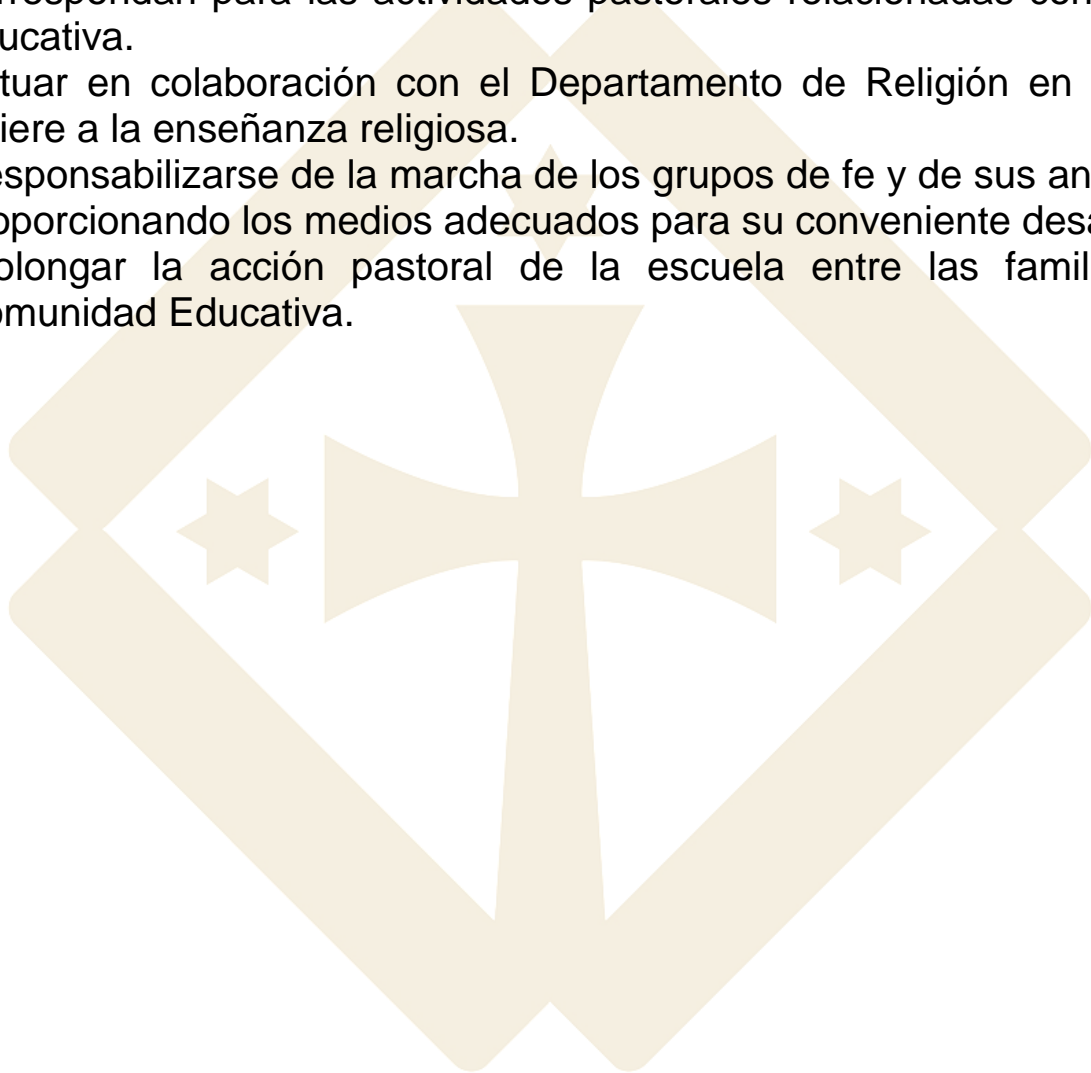 rrespondan para las actividades pastorales relacionadas con
ucativa.
tuar en colaboración con el Departamento de Religión en
iere a la enseñanza religiosa.
esponsabilizarse de la marcha de los grupos de fe y de sus an
oporcionando los medios adecuados para su conveniente desa
olongar la acción pastoral de la escuela entre las famil
omunidad Educativa.